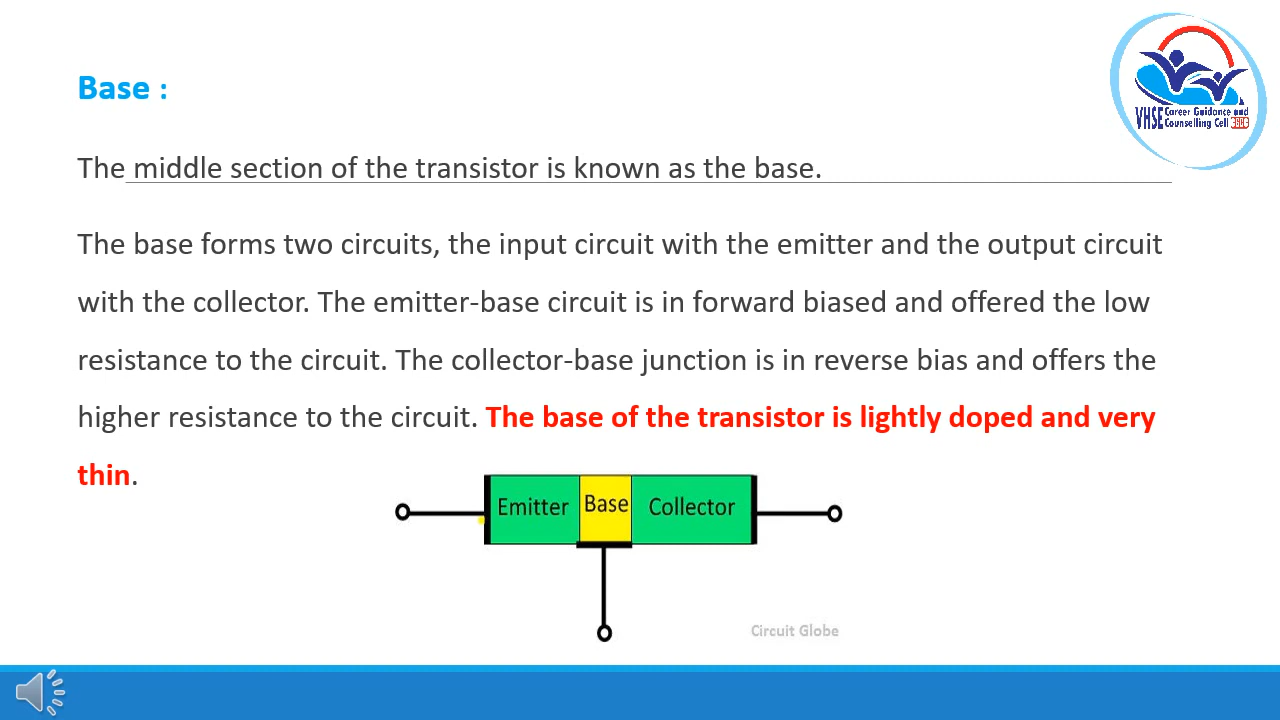 Base :
VHSE Career Guidance and
Counselling Cell
The middle section of the transistor is known as the base.
The base forms two circuits, the input circuit with the emitter and the output circuit
with the collector. The emitter-base circuit is in forward biased and offered the low
resistance to the circuit. The collector-base junction is in reverse bias and offers the
higher resistance to the circuit. The base of the transistor is lightly doped and very
thin.
Emitter Base Collector
Circuit Globe